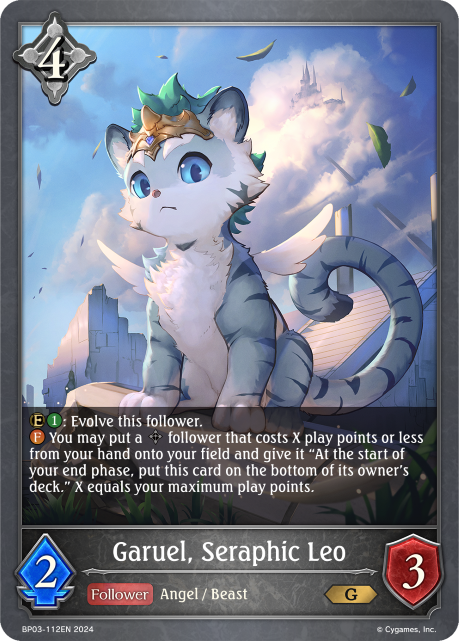 4
E 1: Evolve this follower.
F You may put a follower that costs X play points or less
from your hand onto your field and give it “At the start of
your end phase, put this card on the bottom of its owner’s
deck.” X equals your maximum play points.
Garuel, Seraphic Leo
2
Follower Angel / Beast
G
3
BP03-112EN 2024
© Cygames, Inc.